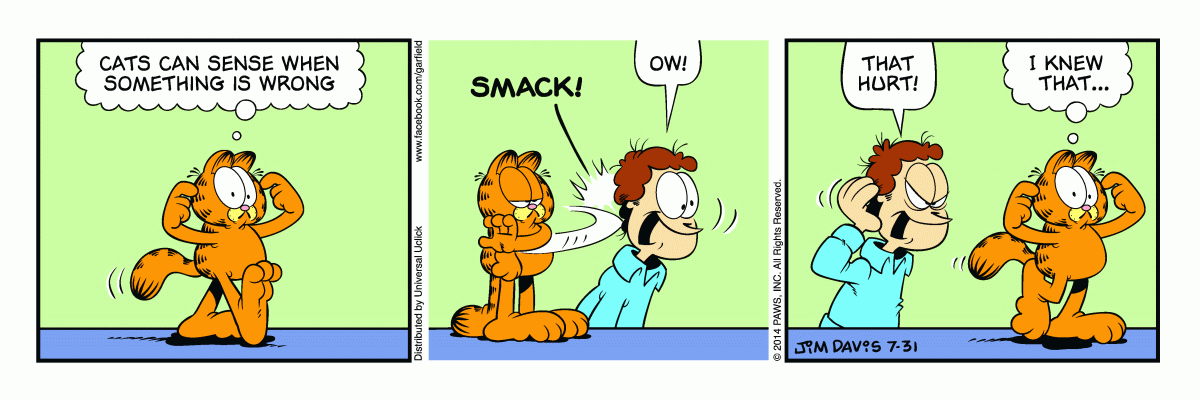 CATS CAN SENSE WHEN
SOMETHING IS WRONG
www.facebook.com/garfield
Distributed by Universal Uclick
SMACK!
OW!
© 2014 PAWS, INC. All Rights Reserved.
THAT
HURT!
I KNEW
THAT...
JIM DAVIS 7-31